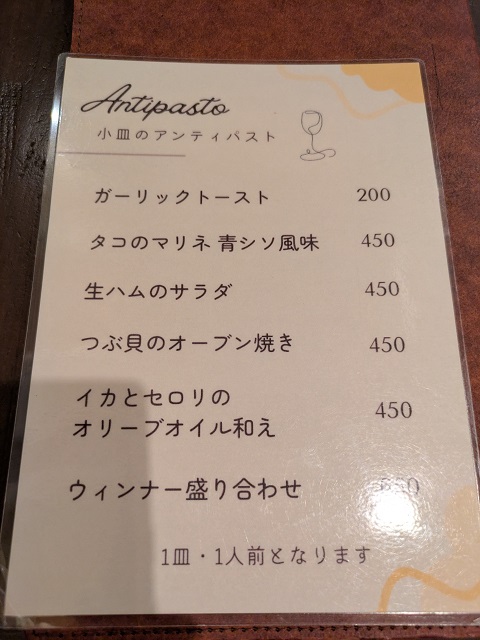 Antipasto
小皿のアンティパスト
ガーリックトースト 200
タコのマリネ 青シソ風味 450
生ハムのサラダ 450
つぶ貝のオーブン焼き 450
イカとセロリの
オリーブオイル和え 450
ウィンナー盛り合わせ
1皿・1人前となります